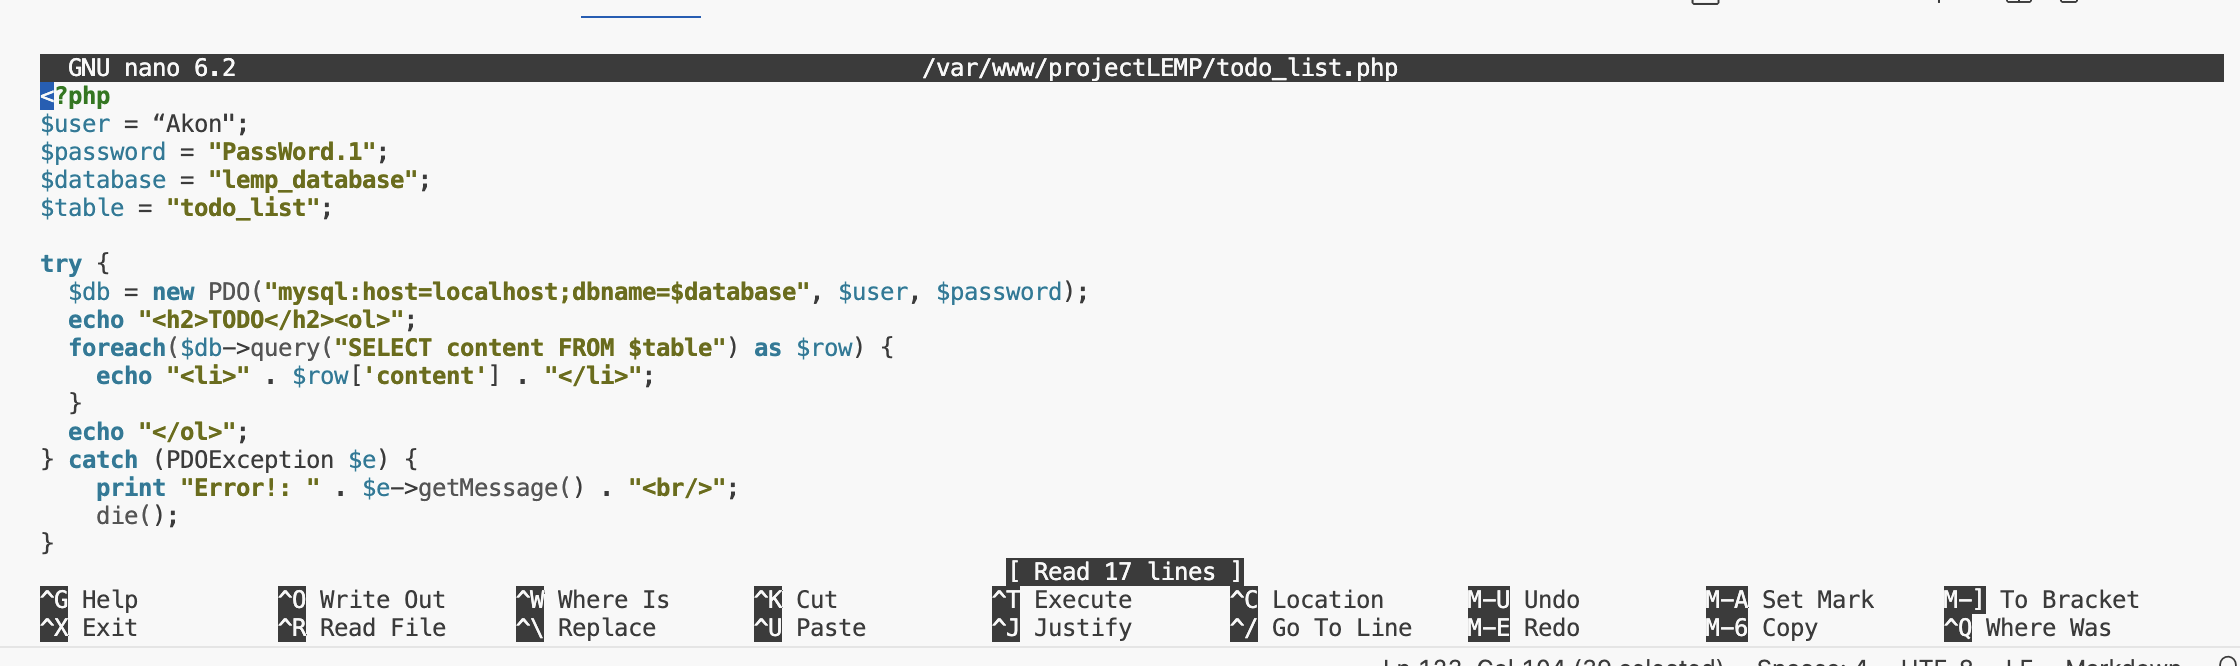 GNU nano 6.2 /var/www/projectLEMP/todo_list.php
<?php
$user = “Akon";
$password = "PassWord.1";
$database = "lemp_database";
$table = "todo_list";

try {
  $db = new PDO("mysql:host=localhost;dbname=$database", $user, $password);
  echo "<h2>TODO</h2><ol>";
  foreach($db->query("SELECT content FROM $table") as $row) {
    echo "<li>" . $row['content'] . "</li>";
  }
  echo "</ol>";
} catch (PDOException $e) {
    print "Error!: " . $e->getMessage() . "<br/>";
    die();
}
[ Read 17 lines ]
^G Help ^O Write Out ^W Where Is ^K Cut ^T Execute ^C Location M-U Undo M-A Set Mark M-] To Bracket
^X Exit ^R Read File ^\ Replace ^U Paste ^J Justify ^/ Go To Line M-E Redo M-6 Copy ^Q Where Was